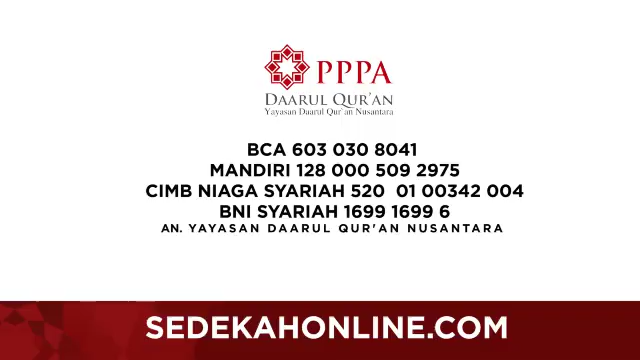 PPPA
DAARUL QUR'AN
Yayasan Daarul Qur'an Nusantara
BCA 603 030 8041
MANDIRI 128 000 509 2975
CIMB NIAGA SYARIAH 520 01 00342 004
BNI SYARIAH 1699 1699 6
AN. YAYASAN DAARUL QUR'AN NUSANTARA
SEDEKAHONLINE.COM